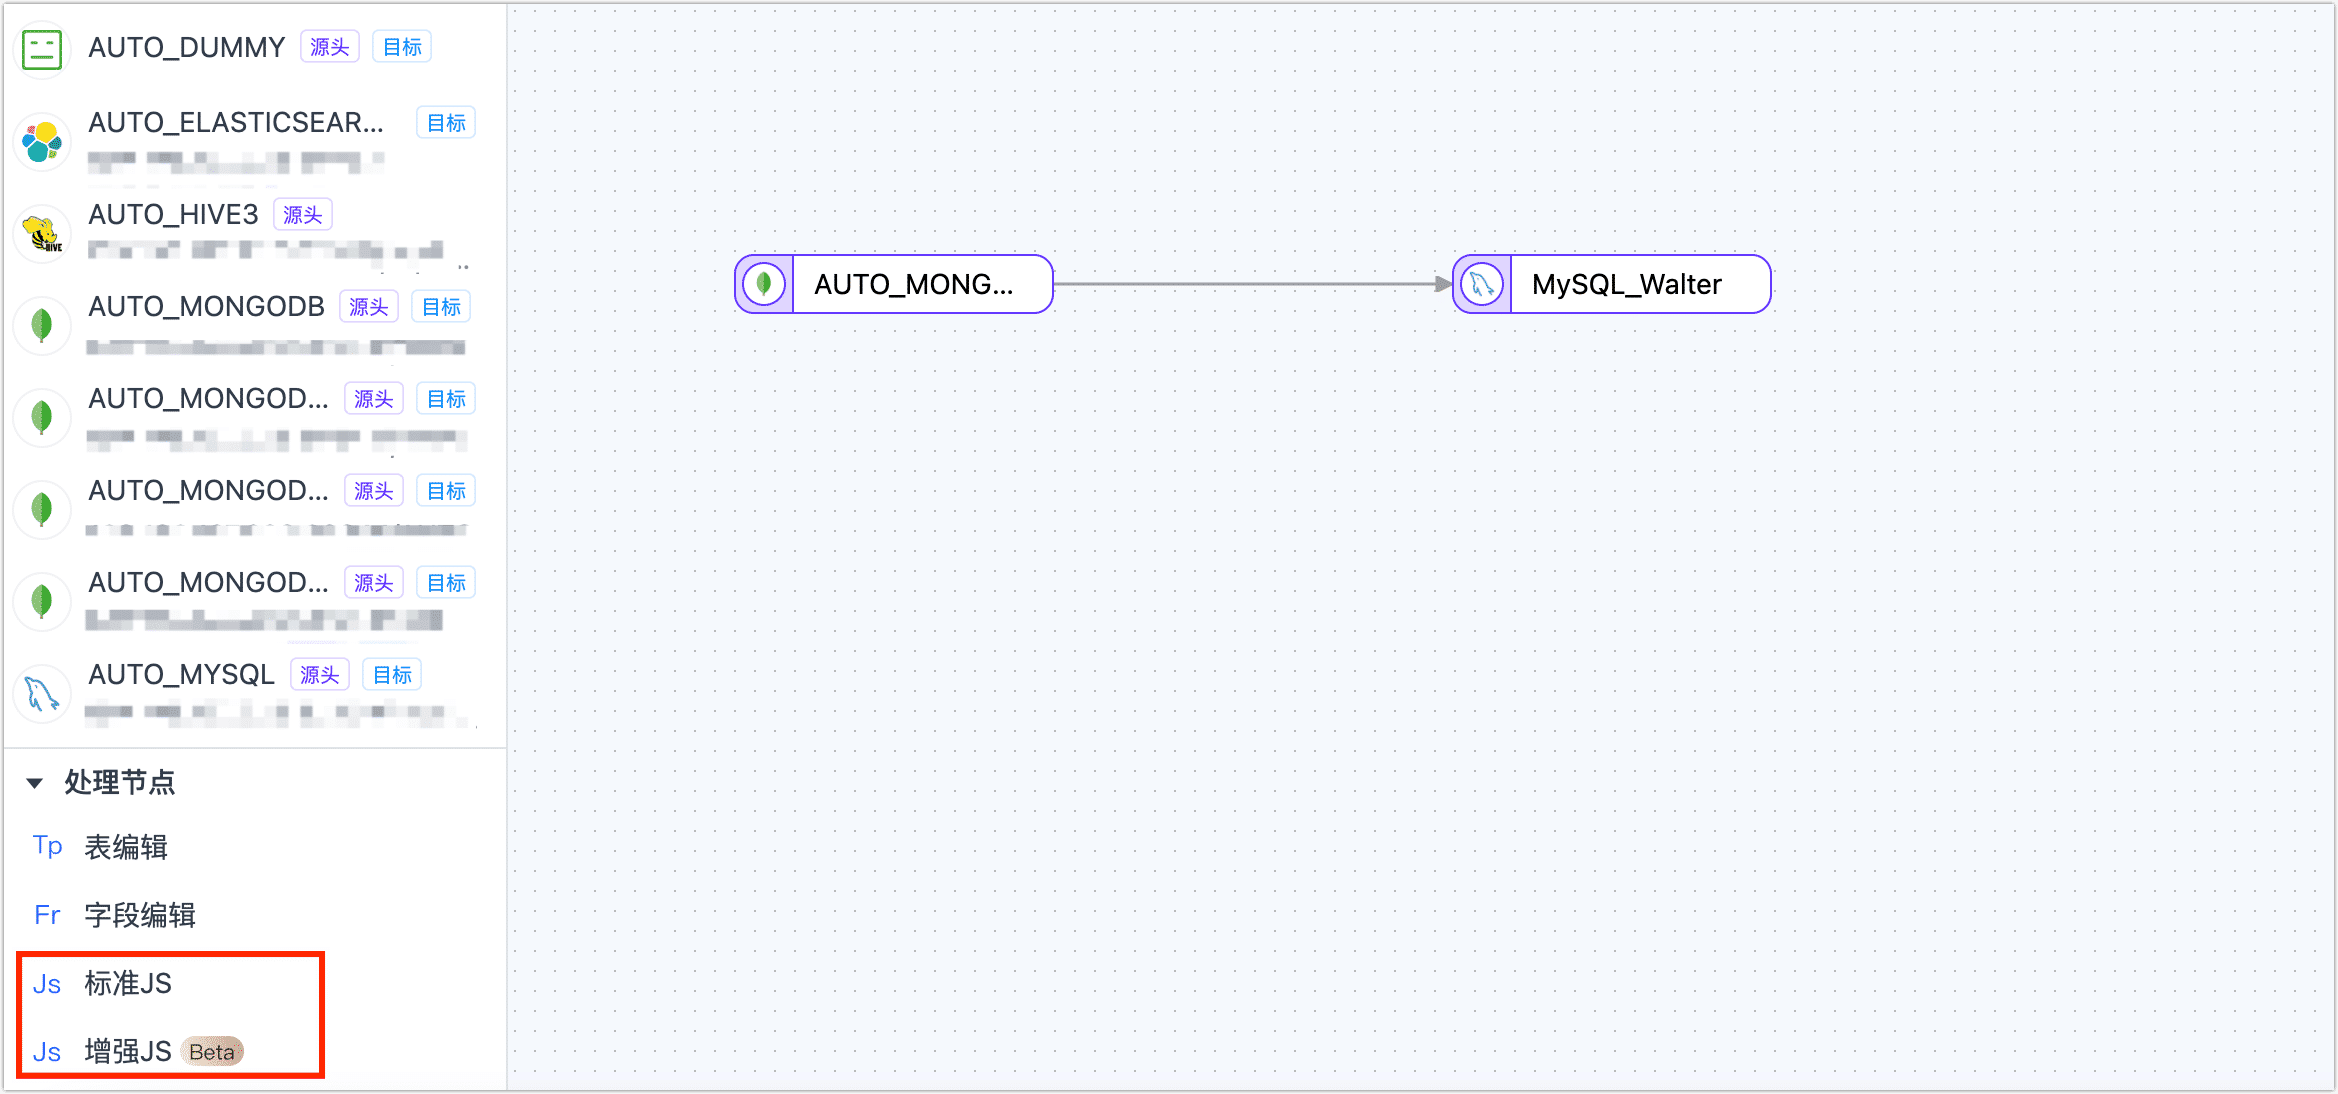 AUTO_DUMMY 源头 目标
AUTO_ELASTICSEAR... 目标
AUTO_HIVE3 源头
HIVE
AUTO_MONGODB 源头 目标
AUTO_MONGOD... 源头 目标
AUTO_MONGOD... 源头 目标
AUTO_MONGOD... 源头 目标
AUTO_MYSQL 源头 目标
处理节点
Tp 表编辑
Fr 字段编辑
Js 标准JS
Js 增强JS Beta
AUTO_MONG...
MySQL_Walter